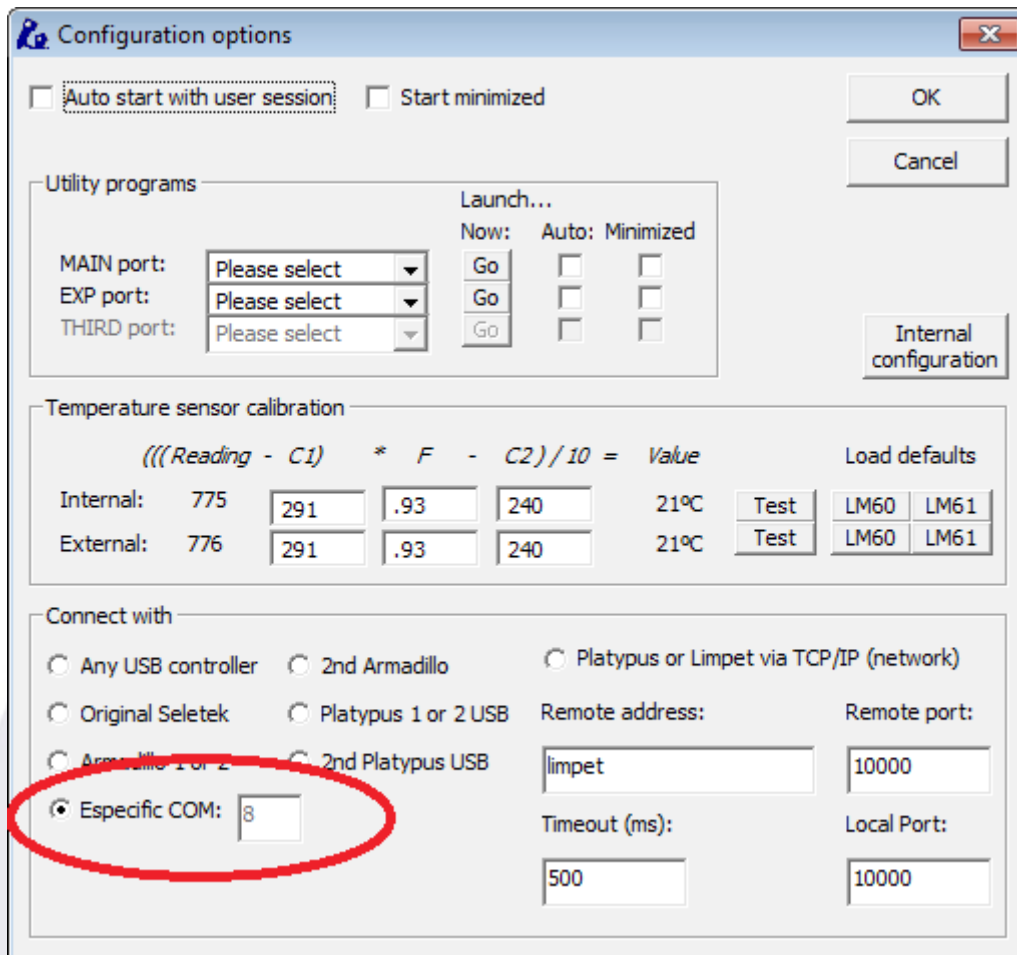 Configuration options
Auto start with user session Start minimized OK
Cancel
Utility programs
Launch...
Now: Auto: Minimized
MAIN port: Please select Go
EXP port: Please select Go
THIRD port: Please select Go
Internal configuration
Temperature sensor calibration
(((Reading - C1) * F - C2)/10 = Value Load defaults
Internal: 775 291 .93 240 21ºC Test LM60 LM61
External: 776 291 .93 240 21ºC Test LM60 LM61
Connect with
Any USB controller 2nd Armadillo Platypus or Limpet via TCP/IP (network)
Original Seletek Platypus 1 or 2 USB Remote address: Remote port:
Armadillo 1 or 2 2nd Platypus USB limpet 10000
Especific COM: 8 Timeout (ms): Local Port:
500 10000